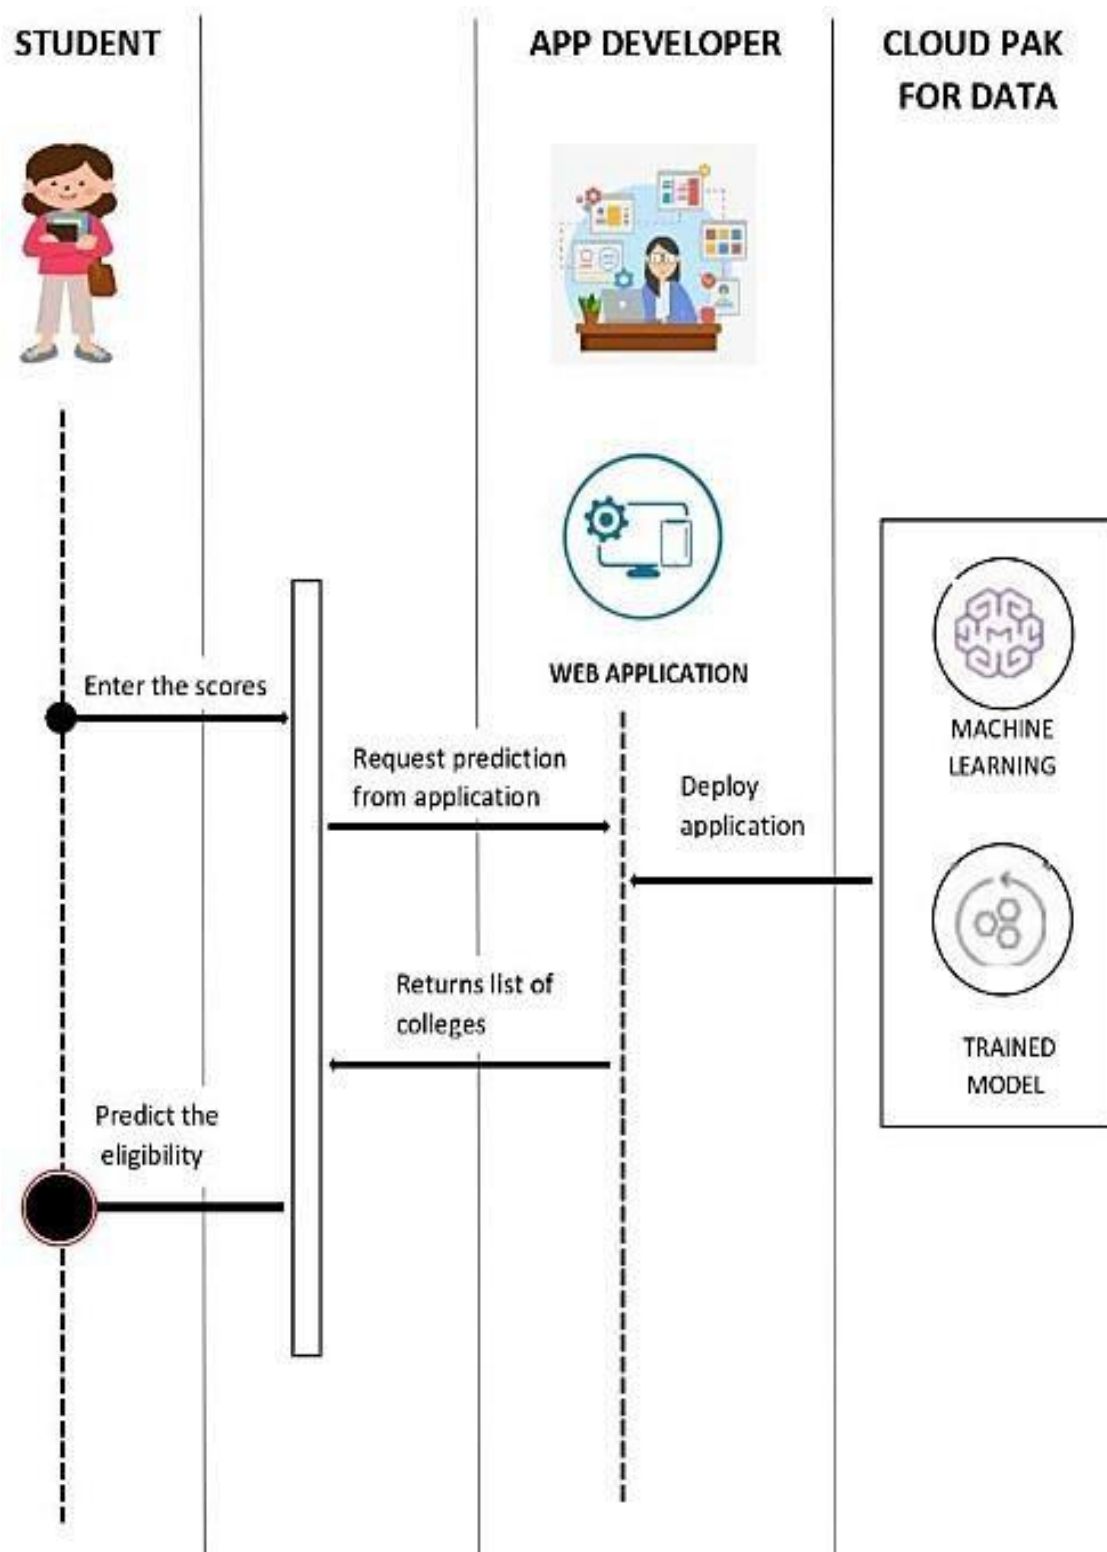 STUDENT
APP DEVELOPER
CLOUD PAK
FOR DATA
WEB APPLICATION
Enter the scores
Request prediction
from application
Deploy
application
MACHINE
LEARNING
Returns list of
colleges
TRAINED
MODEL
Predict the
eligibility